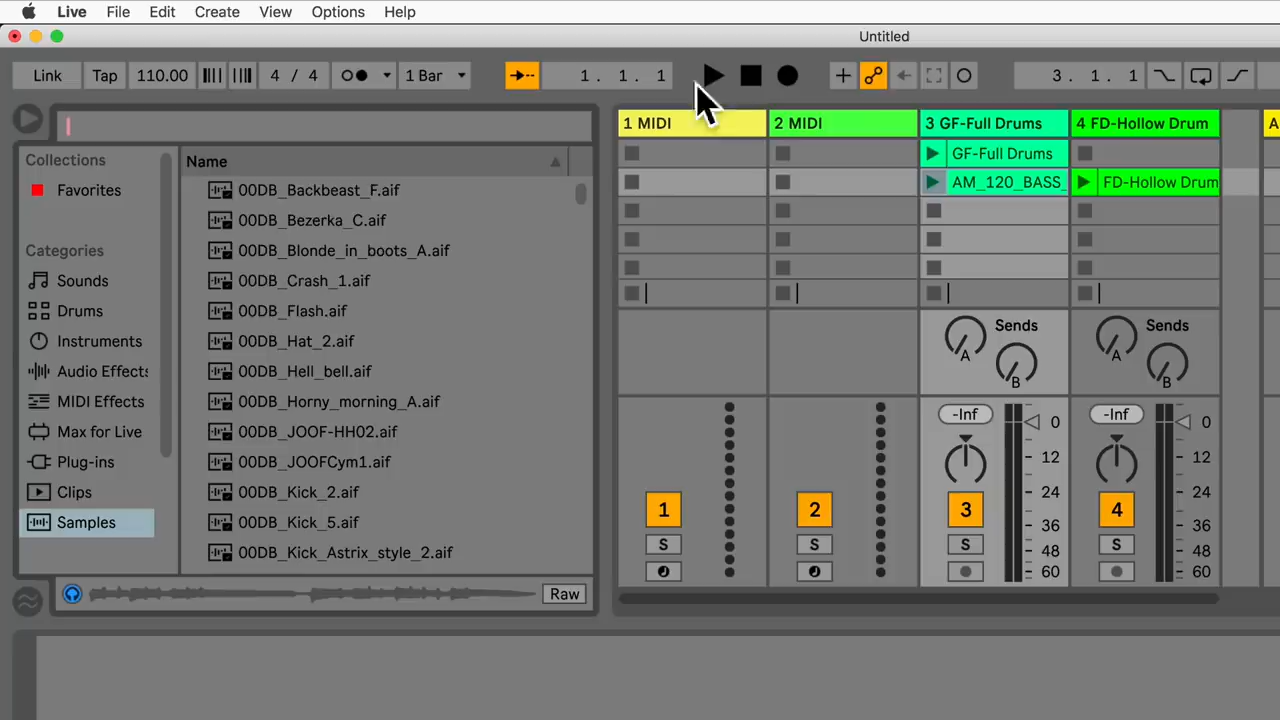 Live File Edit Create View Options Help
Untitled
Link Tap 110.00 4 / 4 1 Bar 1. 1. 1 3. 1. 1
1 MIDI 2 MIDI 3 GF-Full Drums 4 FD-Hollow Drum A
Collections
Favorites
Categories
Sounds
Drums
Instruments
Audio Effects
MIDI Effects
Max for Live
Plug-ins
Clips
Samples
Name
00DB_Backbeast_F.aif
00DB_Bezerka_C.aif
00DB_Blonde_in_boots_A.aif
00DB_Crash_1.aif
00DB_Flash.aif
00DB_Hat_2.aif
00DB_Hell_bell.aif
00DB_Horny_morning_A.aif
00DB_JOOF-HH02.aif
00DB_JOOFCym1.aif
00DB_Kick_2.aif
00DB_Kick_5.aif
00DB_Kick_Astrix_style_2.aif
Raw
GF-Full Drums
AM_120_BASS_ FD-Hollow Drum
Sends Sends
A A
B B
-Inf 0 -Inf 0
12 12
24 24
1 2 3 4
36 36
S S S S
48 48
60 60